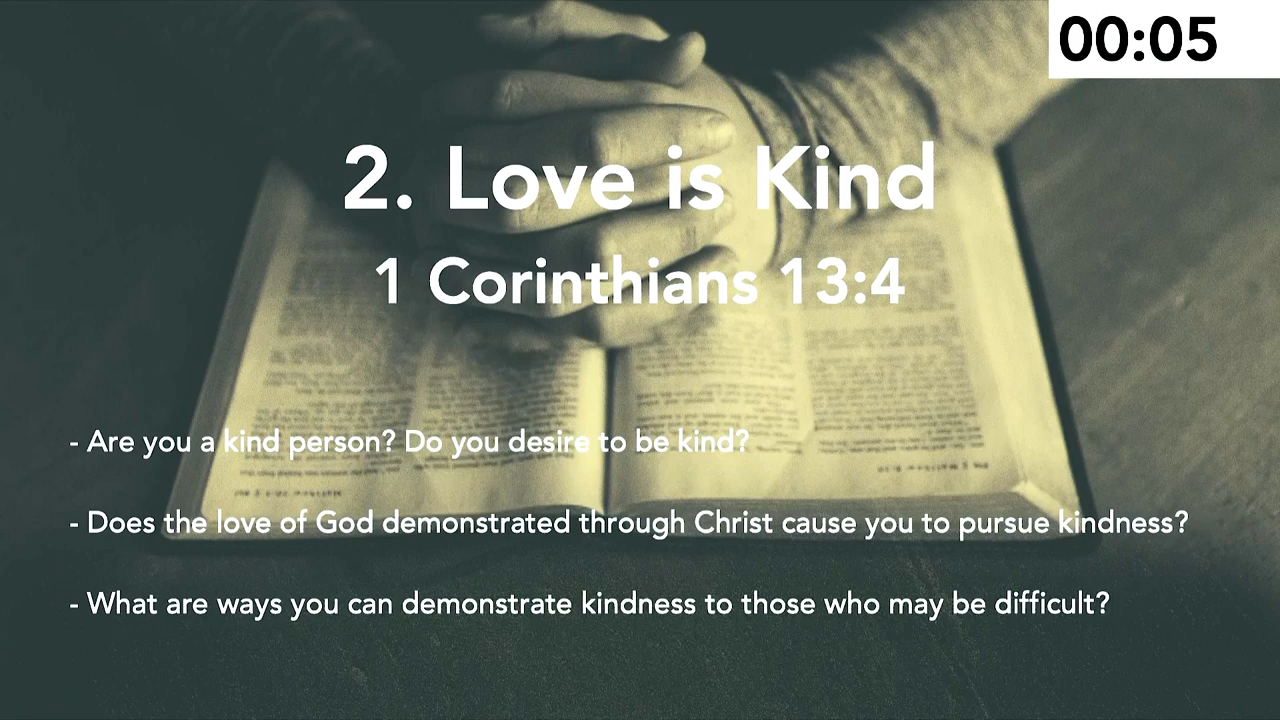 00:05
2. Love is Kind
1 Corinthians 13:4
- Are you a kind person? Do you desire to be kind?
- Does the love of God demonstrated through Christ cause you to pursue kindness?
- What are ways you can demonstrate kindness to those who may be difficult?